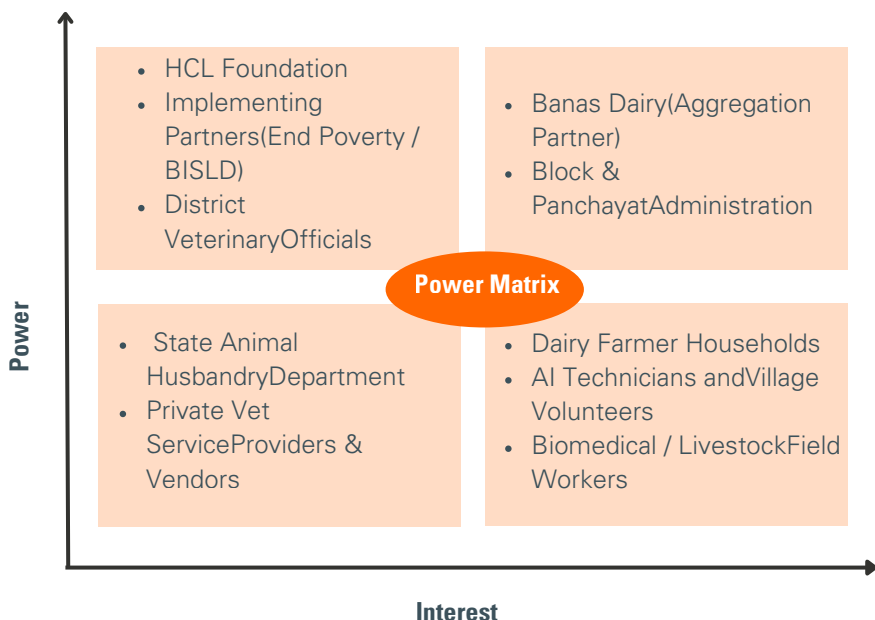 HCL Foundation
Implementing
Partners(End Poverty /
BISLD)
District
VeterinaryOfficials
Banas Dairy(Aggregation
Partner)
Block &
PanchayatAdministration
Power Matrix
Power
State Animal
HusbandryDepartment
Private Vet
ServiceProviders &
Vendors
Dairy Farmer Households
AI Technicians andVillage
Volunteers
Biomedical / LivestockField
Workers
Interest